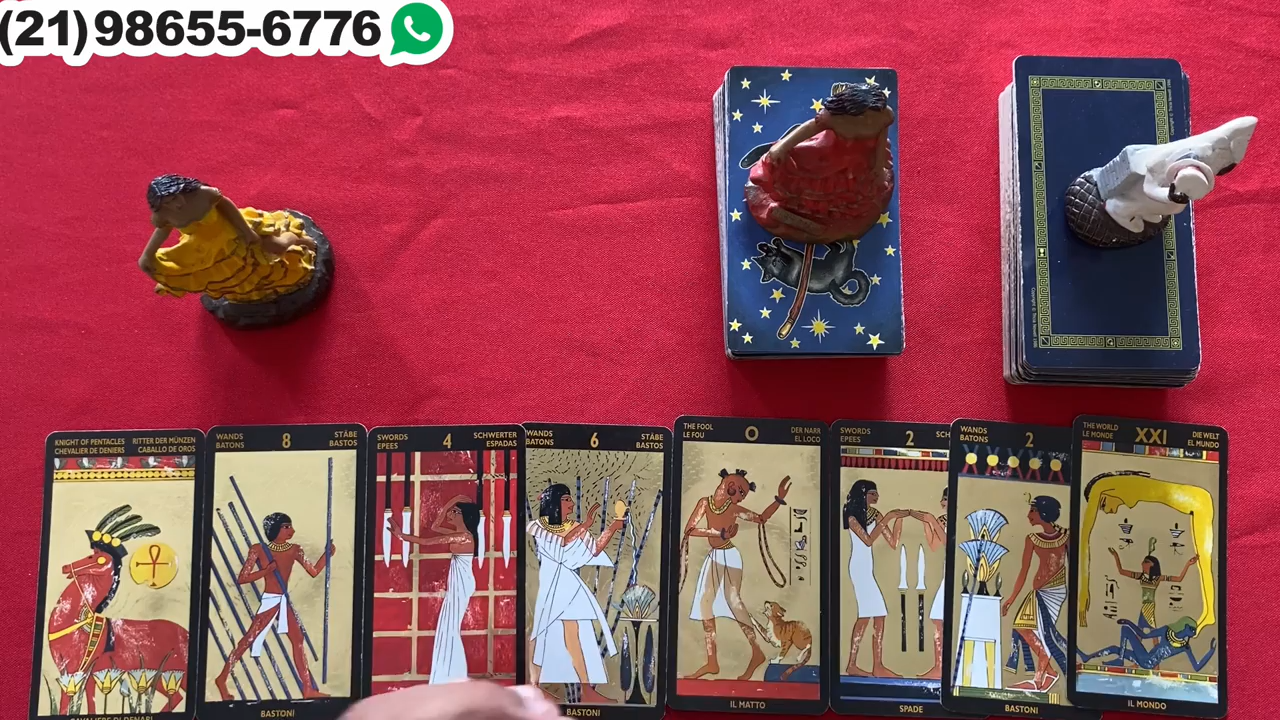 (21)98655-6776
KNIGHT OF PENTACLES RITTER DER MÜNZEN
CHEVALIER DE DENIERS CABALLO DE OROS
WANDS 8 STÄBE
BATONS BASTOS
BASTONI
SWORDS 4 SCHWERTER
EPEES ESPADAS
WANDS 6 STÄBE
BATONS BASTOS
BASTONI
THE FOOL 0 DER NARR
LE FOU EL LOCO
IL MATTO
SWORDS 2 SCH
EPEES
SPADE
WANDS 2
BATONS
BASTONI
THE WORLD XXI DIE WELT
LE MONDE EL MUNDO
IL MONDO